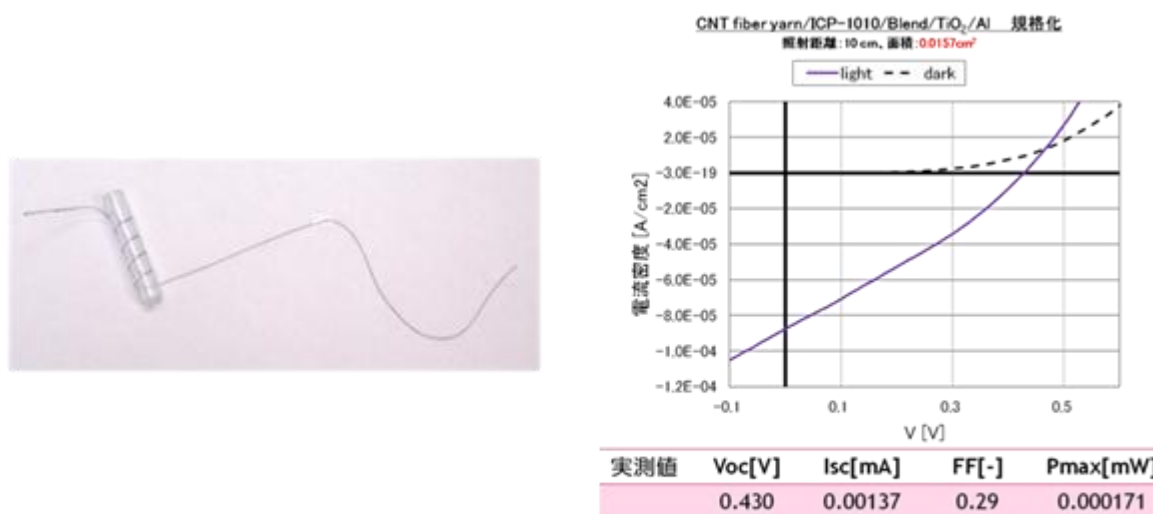 CNT fiber yarn/ICP-1010/Blend/TiO₂/Al 規格化
照射距離:10cm、面積:0.0157cm²
light dark
4.0E-05
2.0E-05
-3.0E-19
-2.0E-05
-4.0E-05
-6.0E-05
-8.0E-05
-1.0E-04
-1.2E-04
電流密度[A/cm2]
-0.1 0.1 0.3 0.5
V [V]
実測値 Voc[V] Isc[mA] FF[-] Pmax[mW]
0.430 0.00137 0.29 0.000171